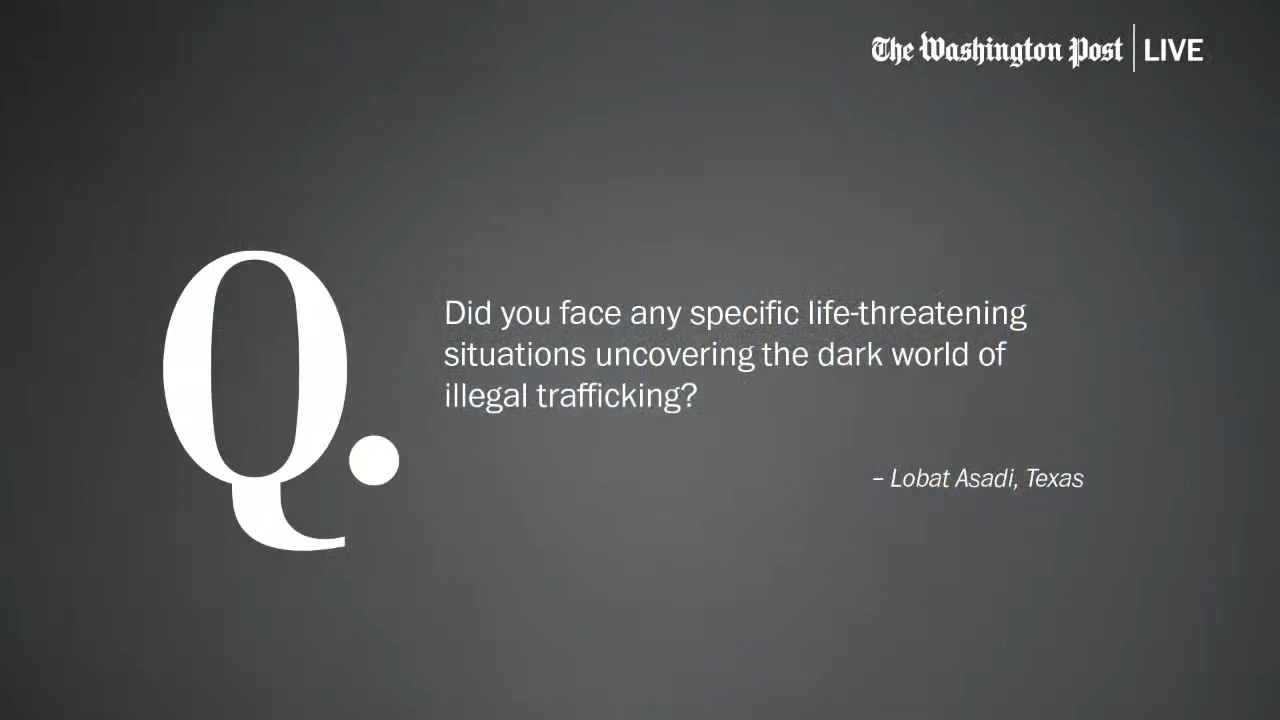 The Washington Post | LIVE
Q.
Did you face any specific life-threatening
situations uncovering the dark world of
illegal trafficking?
– Lobat Asadi, Texas